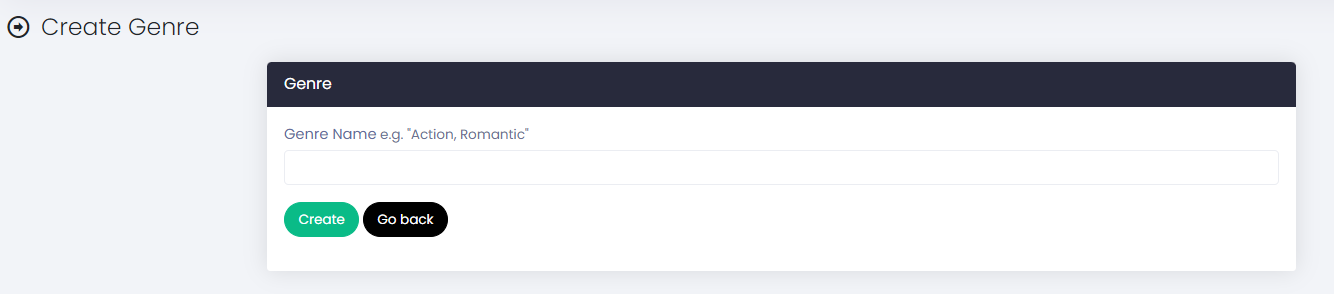 Create Genre
Genre
Genre Name e.g. "Action, Romantic"
Create Go back